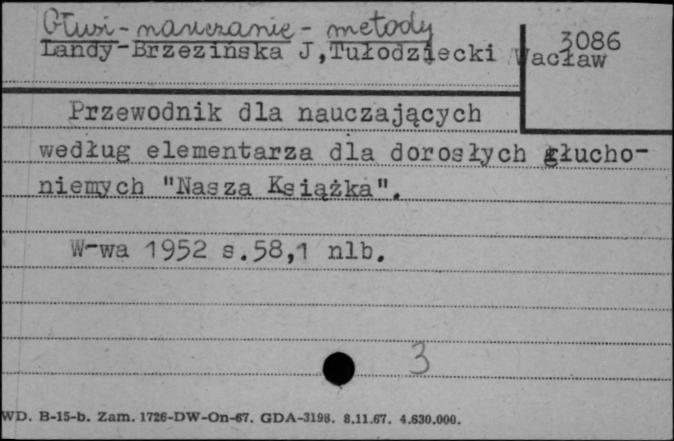 Głusi - nauczanie - metody
3086
Landy-Brzezińska J,Tułodziecki Wacław
Przewodnik dla nauczających
według elementarza dla dorosłych głucho-
niemych "Nasza Książka".
W-wa 1952 s.58,1 nlb.
3
WD. B-15-b. Zam. 1726-DW-On-67. GDA-3198. 8.11.67. 4.630.000.